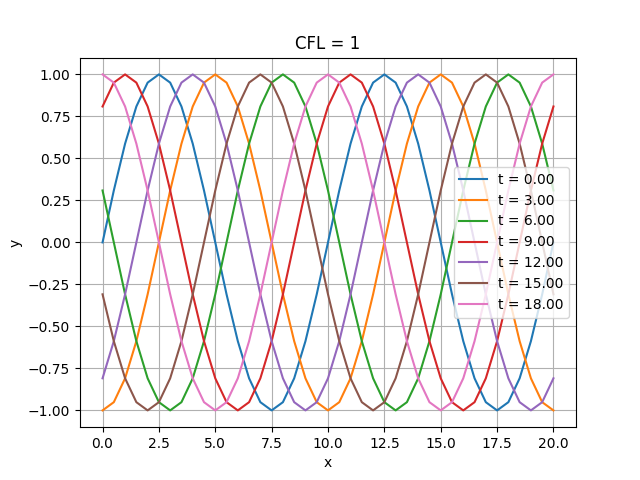 CFL = 1
1.00
0.75
0.50
0.25
0.00
−0.25
−0.50
−0.75
−1.00
y
t = 0.00
t = 3.00
t = 6.00
t = 9.00
t = 12.00
t = 15.00
t = 18.00
0.0 2.5 5.0 7.5 10.0 12.5 15.0 17.5 20.0
x